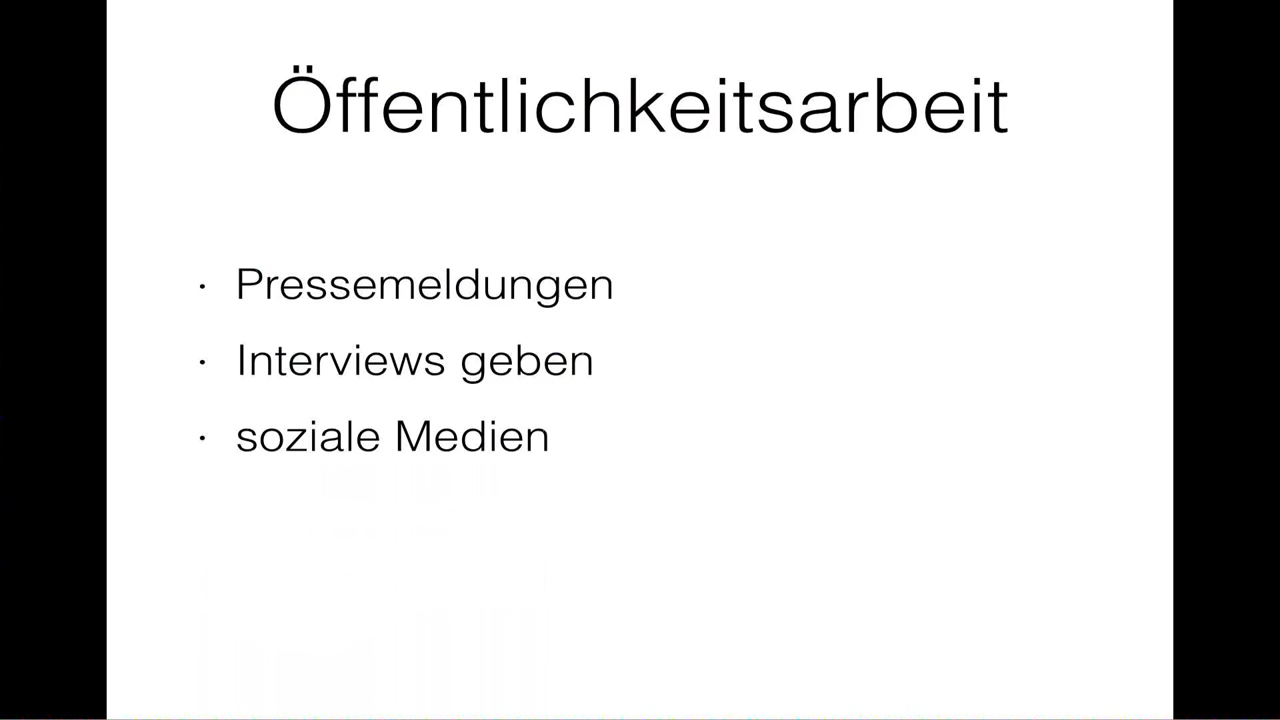 Öffentlichkeitsarbeit
· Pressemeldungen
· Interviews geben
· soziale Medien